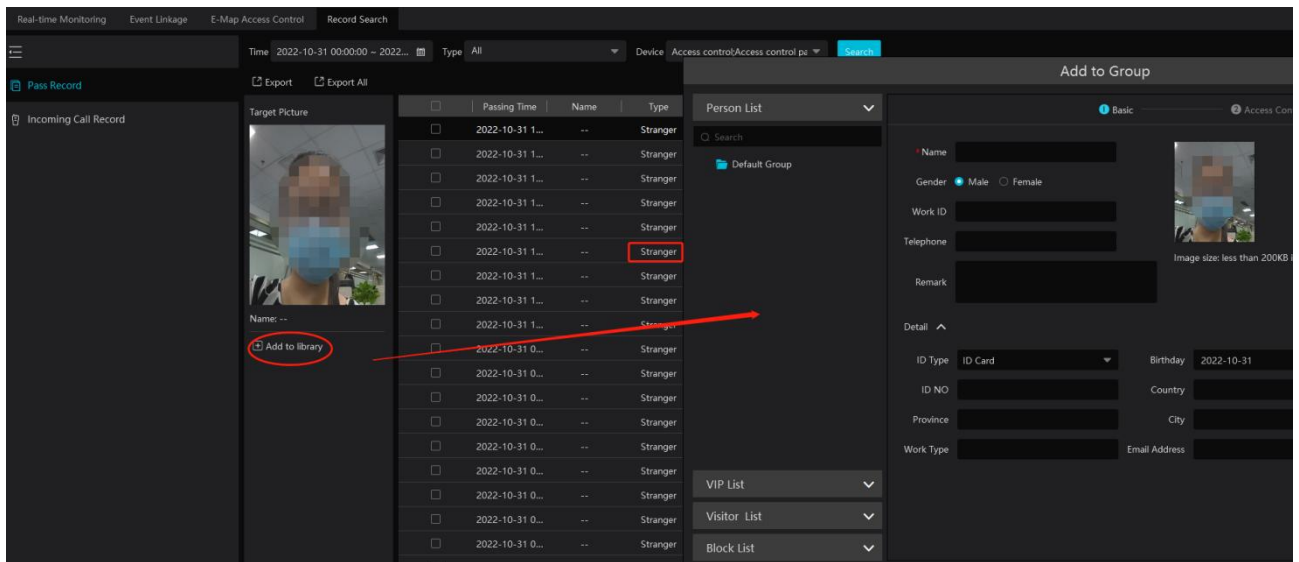 Real-time Monitoring Event Linkage E-Map Access Control Record Search
Time 2022-10-31 00:00:00 ~ 2022... Type All Device Access control;Access control pa Search
Pass Record
Incoming Call Record
Export Export All
Target Picture
Name: --
Add to library
Passing Time Name Type
2022-10-31 1... -- Stranger
2022-10-31 1... -- Stranger
2022-10-31 1... -- Stranger
2022-10-31 1... -- Stranger
2022-10-31 1... -- Stranger
2022-10-31 1... -- Stranger
2022-10-31 1... -- Stranger
2022-10-31 1... -- Stranger
2022-10-31 1... -- Stranger
2022-10-31 0... -- Stranger
2022-10-31 0... -- Stranger
2022-10-31 0... -- Stranger
2022-10-31 0... -- Stranger
2022-10-31 0... -- Stranger
2022-10-31 0... -- Stranger
2022-10-31 0... -- Stranger
2022-10-31 0... -- Stranger
2022-10-31 0... -- Stranger
Add to Group
Person List
Search
Default Group
VIP List
Visitor List
Block List
1 Basic 2 Access Con
* Name
Gender Male Female
Work ID
Telephone
Remark
Image size: less than 200KB i
Detail
ID Type ID Card Birthday 2022-10-31
ID NO Country
Province City
Work Type Email Address